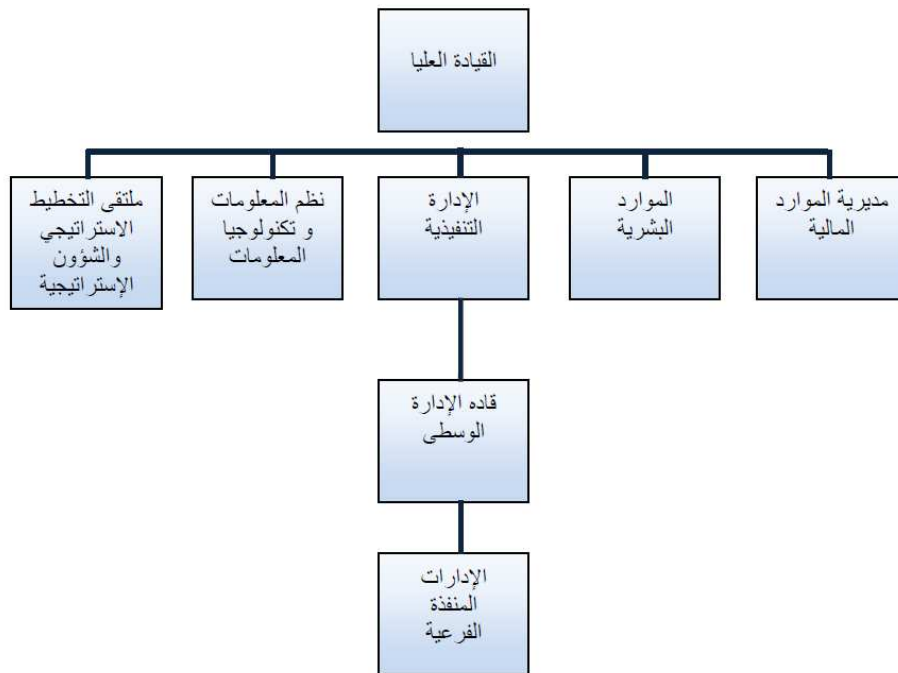 القيادة العليا
مديرية الموارد
المالية
الموارد
البشرية
الإدارة
التنفيذية
نظم المعلومات
و تكنولوجيا
المعلومات
ملتقى التخطيط
الاستراتيجي
والشؤون
الإستراتيجية
قاده الإدارة
الوسطى
الإدارات
المنفذة
الفرعية